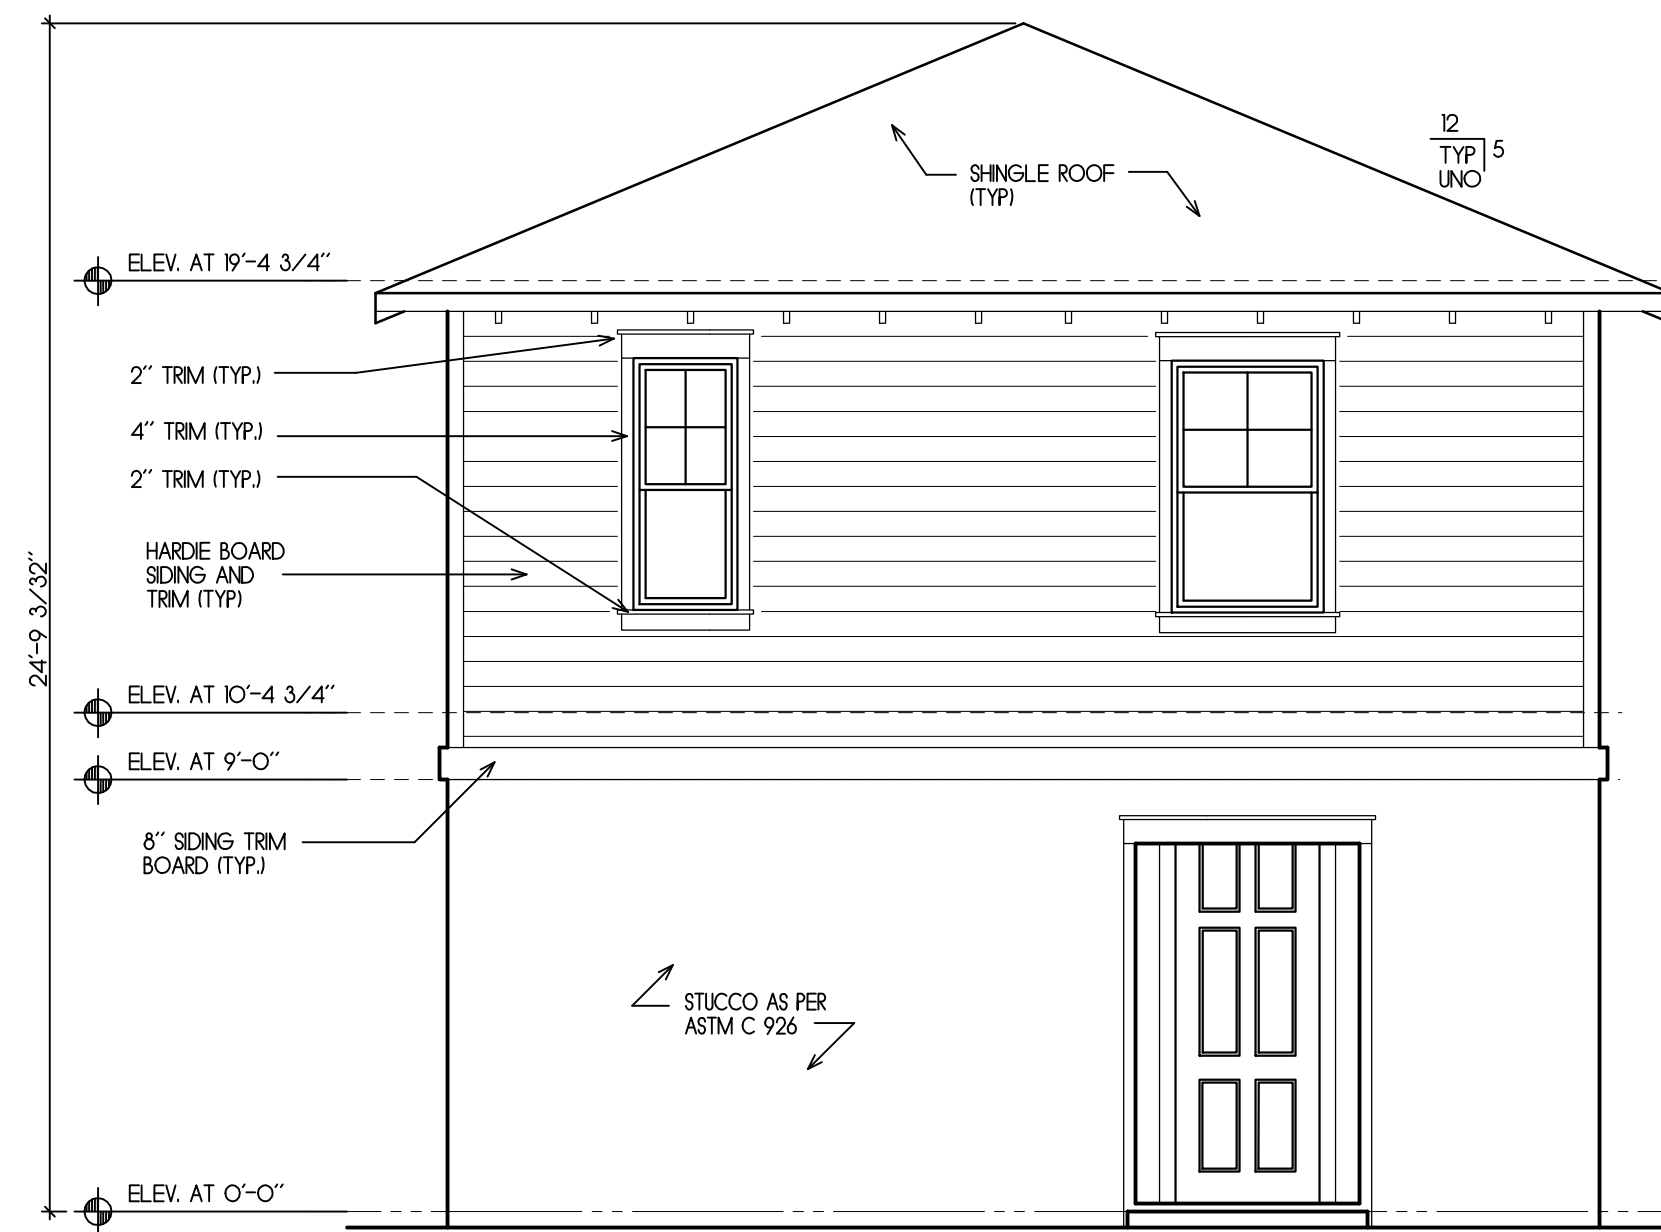 12
TYP 5
UNO
SHINGLE ROOF
(TYP)
ELEV. AT 19'-4 3/4"
2" TRIM (TYP.)
4" TRIM (TYP.)
2" TRIM (TYP.)
HARDIE BOARD
SIDING AND
TRIM (TYP)
24'-9 3/32"
ELEV. AT 10'-4 3/4"
ELEV. AT 9'-0"
8" SIDING TRIM
BOARD (TYP.)
STUCCO AS PER
ASTM C 926
ELEV. AT 0'-0"